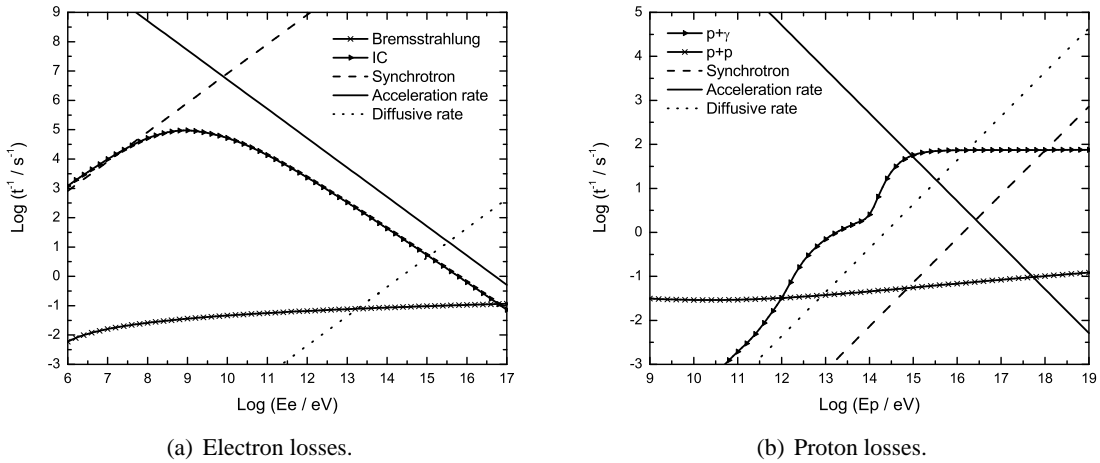 9
8
7
6
5
4
3
2
1
0
-1
-2
-3
Log (t⁻¹ / s⁻¹)
Bremsstrahlung
IC
Synchrotron
Acceleration rate
Diffusive rate
6 7 8 9 10 11 12 13 14 15 16 17
Log (Ee / eV)
(a) Electron losses.
5
4
3
2
1
0
-1
-2
-3
Log (t⁻¹ / s⁻¹)
p+γ
p+p
Synchrotron
Acceleration rate
Diffusive rate
9 10 11 12 13 14 15 16 17 18 19
Log (Ep / eV)
(b) Proton losses.